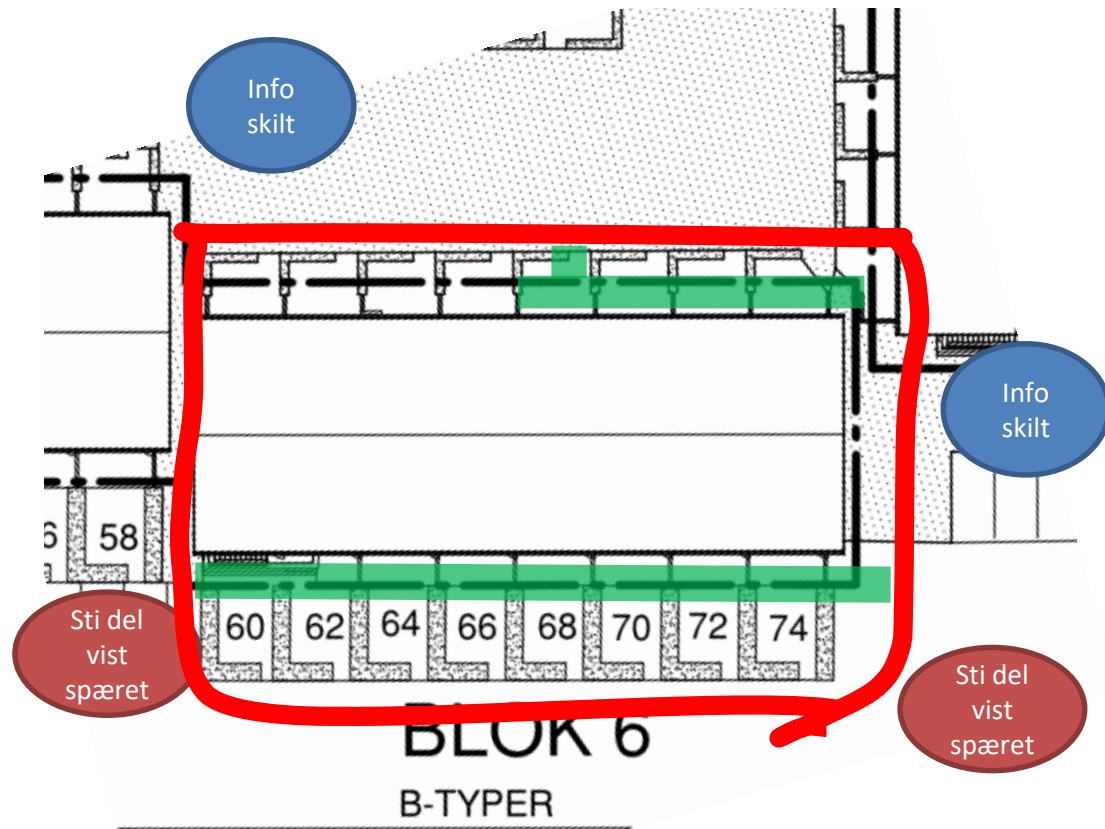 Info
skilt
Info
skilt
6
58
Sti del
vist
spæret
60
62
64
66
68
70
72
74
Sti del
vist
spæret
BLOK 6
B-TYPER